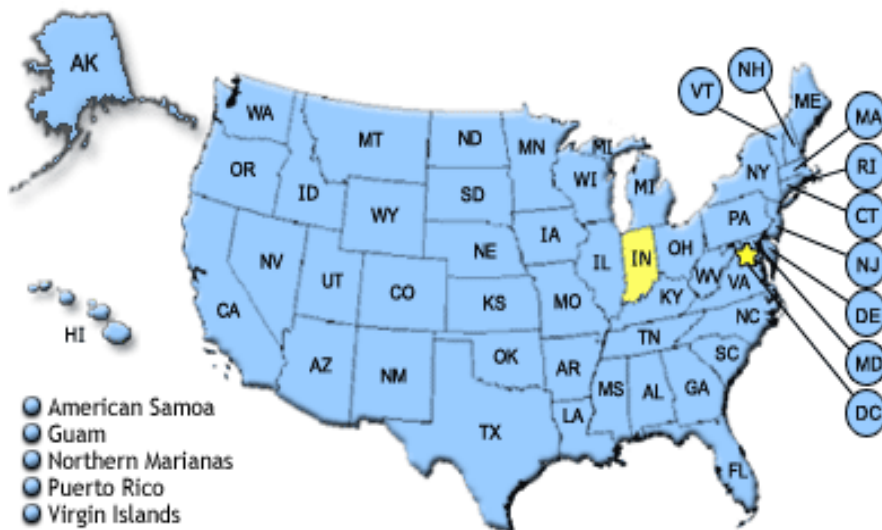 AK
NH
VT
ME
WA
MA
MT
ND
MN
MI
OR
RI
ID
WI
MI
NY
SD
WY
CT
PA
IA
NE
OH
NJ
NV
IL
IN
UT
WV
VA
CO
KY
DE
CA
KS
MO
NC
HI
TN
MD
OK
SC
AZ
NM
AR
MS
AL
GA
DC
LA
TX
FL
American Samoa
Guam
Northern Marianas
Puerto Rico
Virgin Islands